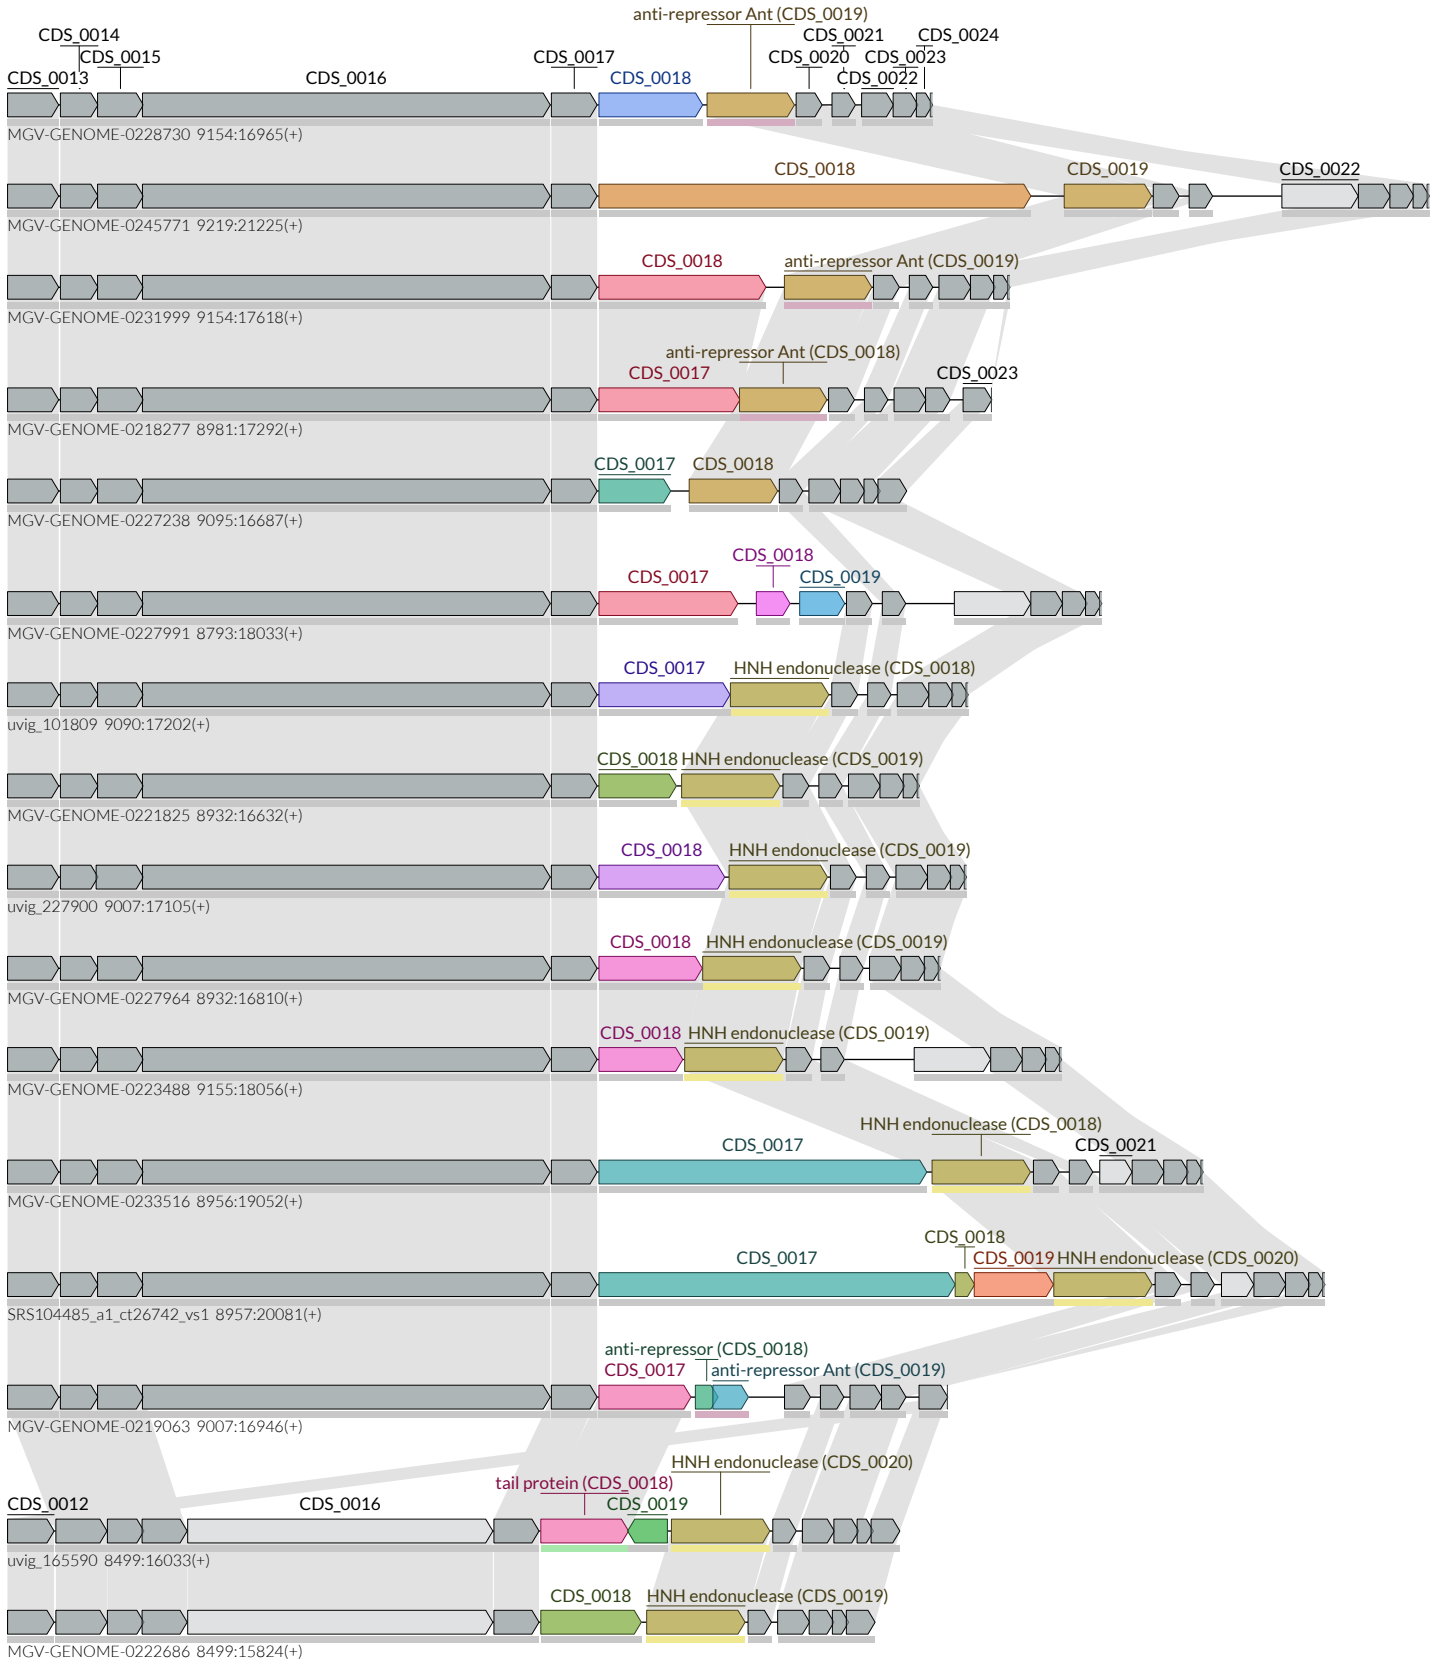 anti-repressor Ant (CDS_0019)
CDS_0014 CDS_0021 CDS_0024
CDS_0015 CDS_0017 CDS_0020 CDS_0023
CDS_0013 CDS_0016 CDS_0018 CDS_0022
MGV-GENOME-0228730 9154:16965(+)
CDS_0018 CDS_0019 CDS_0022
MGV-GENOME-0245771 9219:21225(+)
CDS_0018 anti-repressor Ant (CDS_0019)
MGV-GENOME-0231999 9154:17618(+)
anti-repressor Ant (CDS_0018)
CDS_0017 CDS_0023
MGV-GENOME-0218277 8981:17292(+)
CDS_0017 CDS_0018
MGV-GENOME-0227238 9095:16687(+)
CDS_0018
CDS_0017 CDS_0019
MGV-GENOME-0227991 8793:18033(+)
CDS_0017 HNH endonuclease (CDS_0018)
uvig_101809 9090:17202(+)
CDS_0018 HNH endonuclease (CDS_0019)
MGV-GENOME-0221825 8932:16632(+)
CDS_0018 HNH endonuclease (CDS_0019)
uvig_227900 9007:17105(+)
CDS_0018 HNH endonuclease (CDS_0019)
MGV-GENOME-0227964 8932:16810(+)
CDS_0018 HNH endonuclease (CDS_0019)
MGV-GENOME-0223488 9155:18056(+)
HNH endonuclease (CDS_0018)
CDS_0017 CDS_0021
MGV-GENOME-0233516 8956:19052(+)
CDS_0018
CDS_0017 CDS_0019 HNH endonuclease (CDS_0020)
SRS104485_a1_ct26742_vs1 8957:20081(+)
anti-repressor (CDS_0018)
CDS_0017 anti-repressor Ant (CDS_0019)
MGV-GENOME-0219063 9007:16946(+)
HNH endonuclease (CDS_0020)
tail protein (CDS_0018)
CDS_0012 CDS_0016 CDS_0019
uvig_165590 8499:16033(+)
CDS_0018 HNH endonuclease (CDS_0019)
MGV-GENOME-0222686 8499:15824(+)